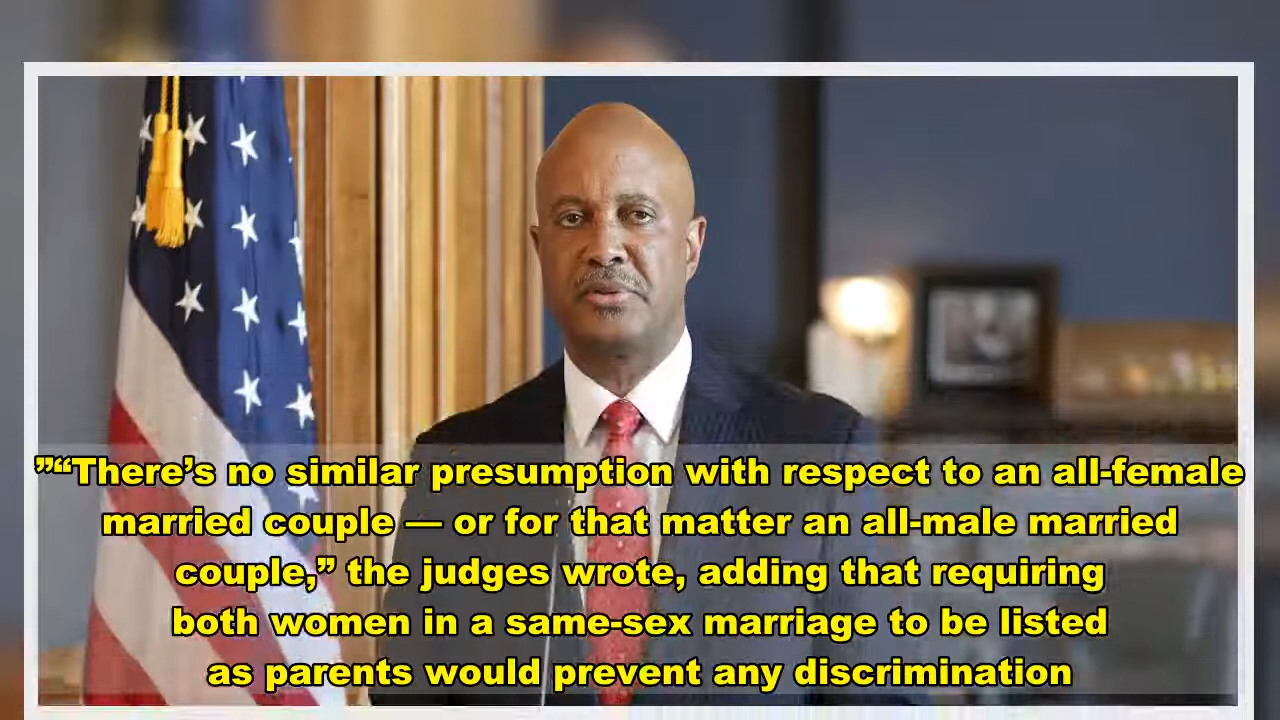 ”“There’s no similar presumption with respect to an all-female
married couple — or for that matter an all-male married
couple,” the judges wrote, adding that requiring
both women in a same-sex marriage to be listed
as parents would prevent any discrimination